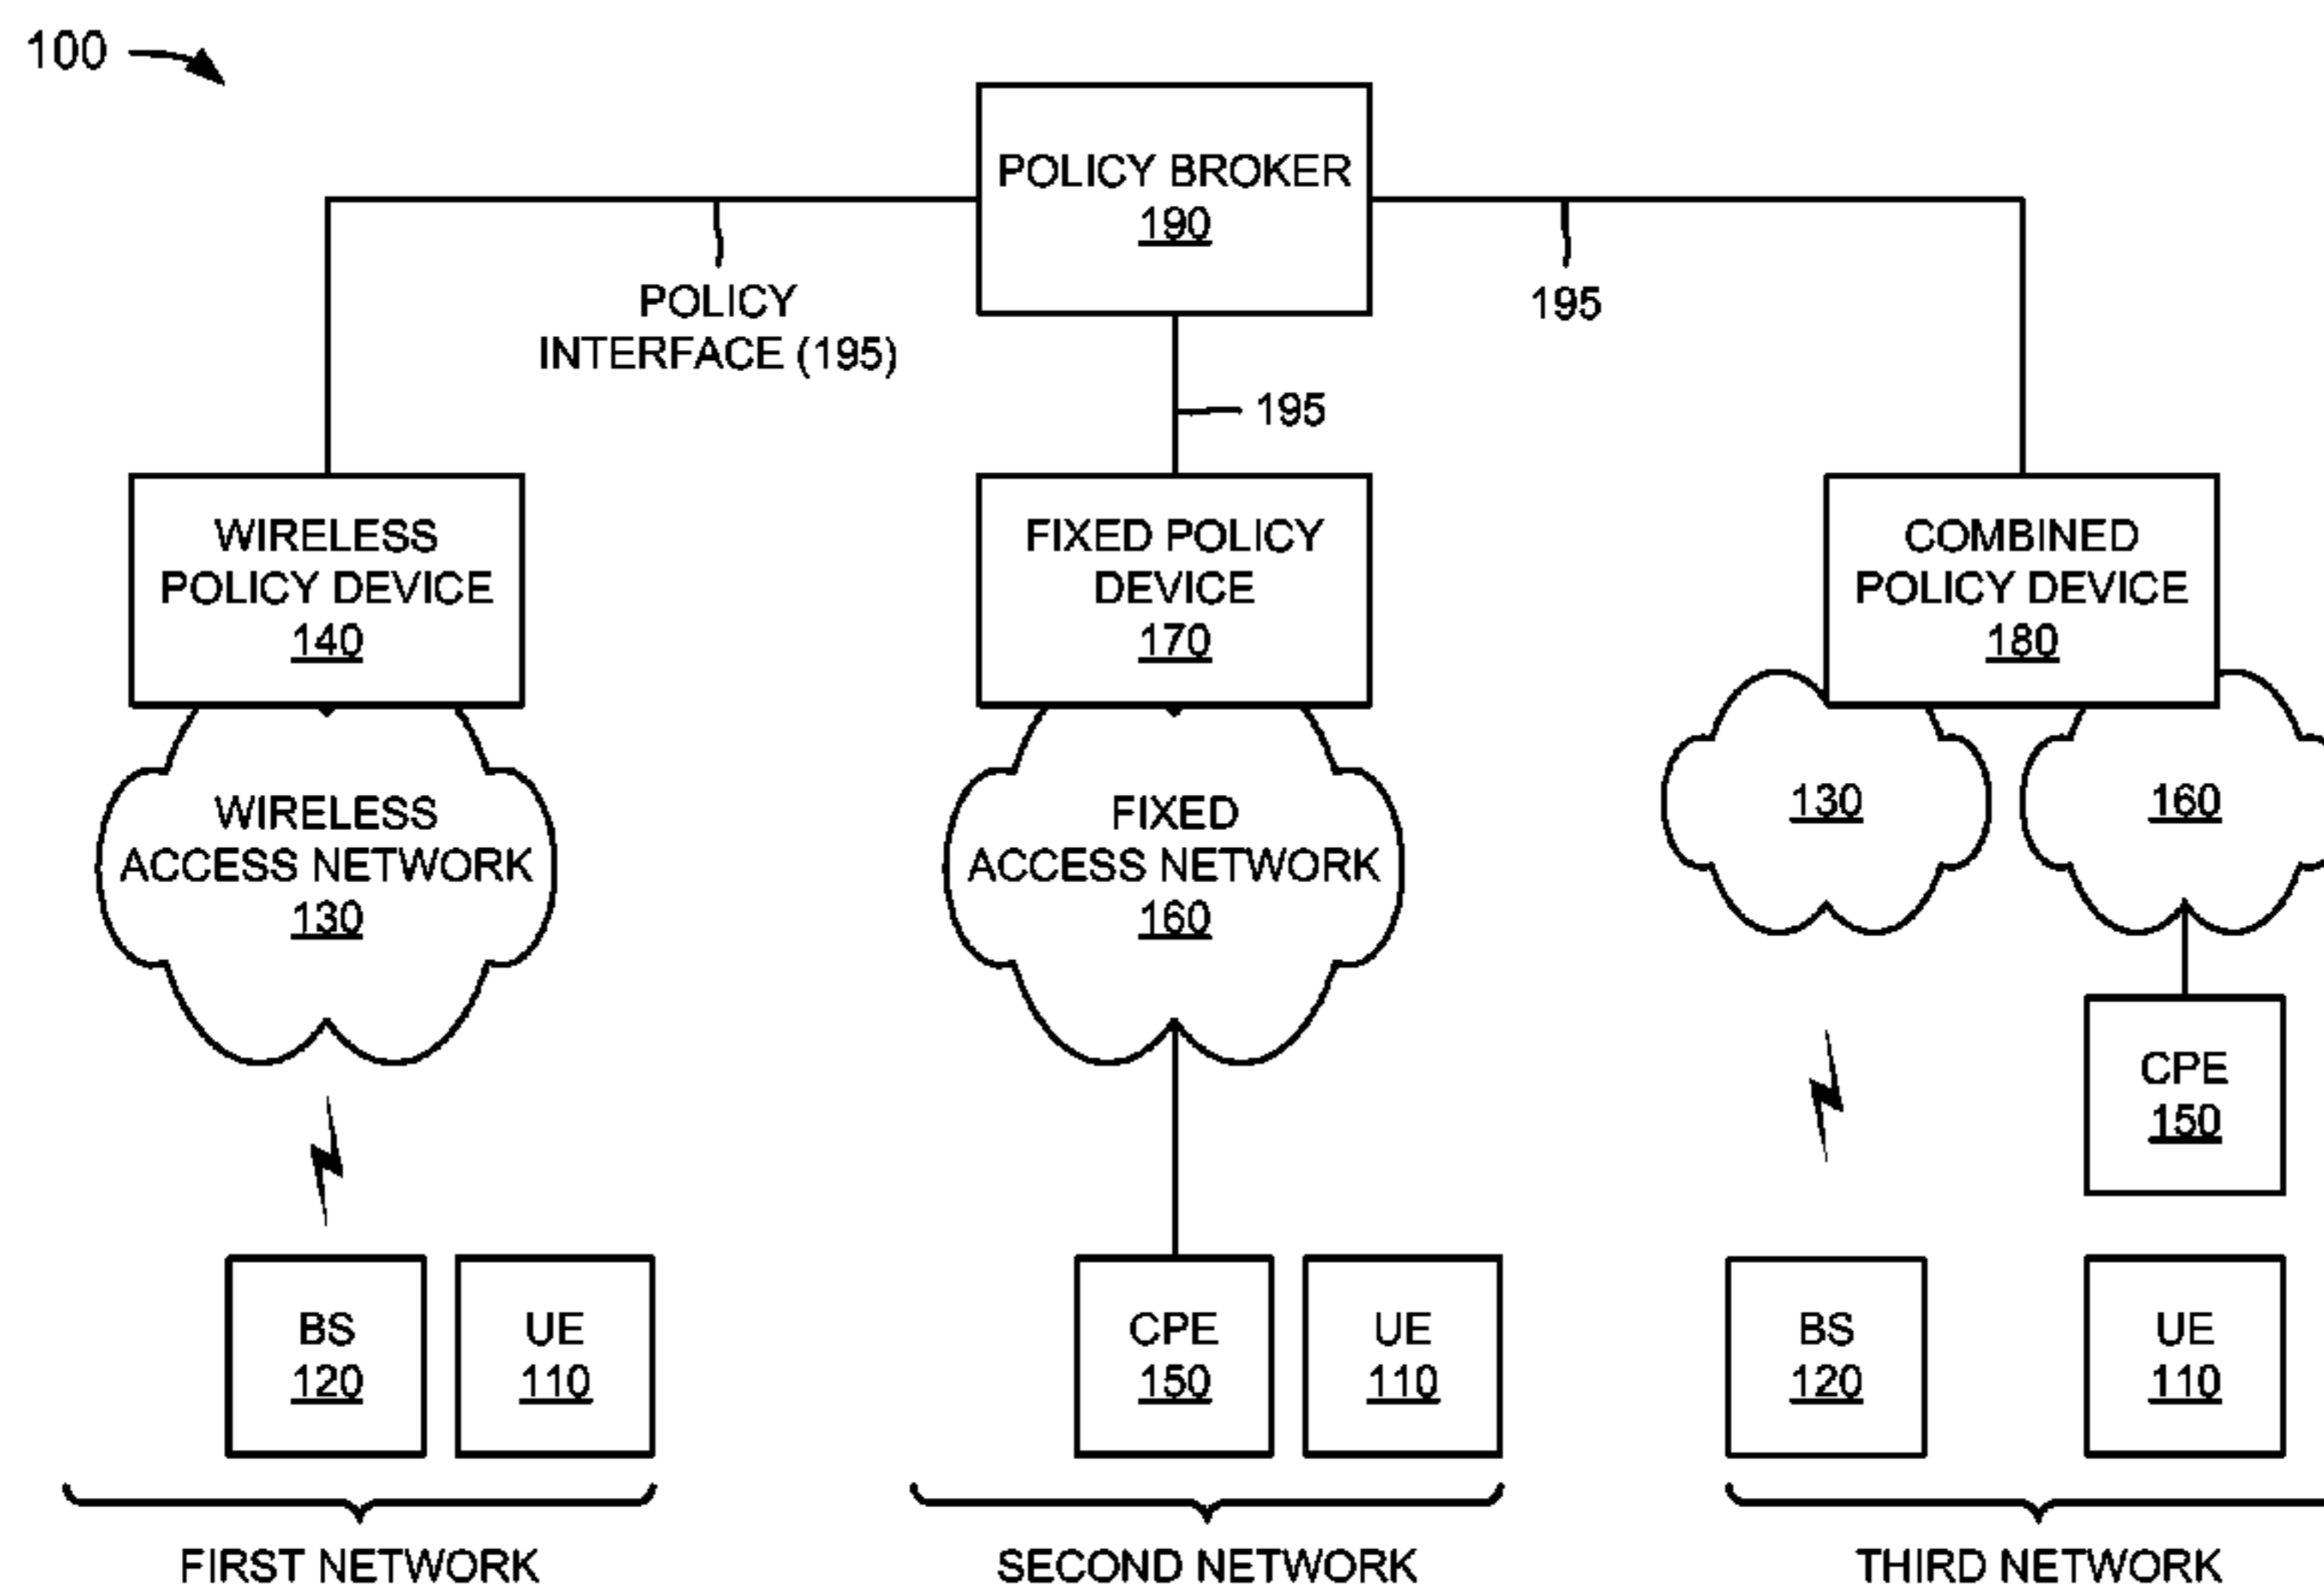 100
POLICY BROKER
190
POLICY
INTERFACE (195)
195
195
WIRELESS
POLICY DEVICE
140
FIXED POLICY
DEVICE
170
COMBINED
POLICY DEVICE
180
WIRELESS
ACCESS NETWORK
130
FIXED
ACCESS NETWORK
160
130
160
CPE
150
BS
120
UE
110
CPE
150
UE
110
BS
120
UE
110
FIRST NETWORK
SECOND NETWORK
THIRD NETWORK